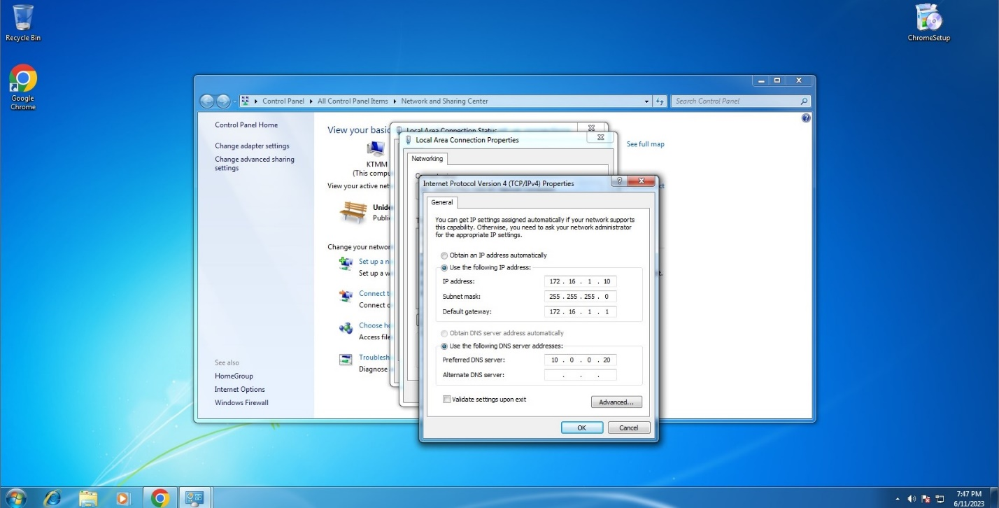 Recycle Bin
ChromeSetup
Google
Chrome
Control Panel
All Control Panel Items
Network and Sharing Center
Search Control Panel
Control Panel Home
Change adapter settings
Change advanced sharing
settings
See also
HomeGroup
Internet Options
Windows Firewall
View your basic
See full map
KTMM
(This compu
View your active net
Publi
Change your networ
Set up a n
Set up a w
Connect t
Connect o
Choose ho
Access file
Troublesh
Diagnose
Local Area Connection Status
Local Area Connection Properties
Networking
Internet Protocol Version 4 (TCP/IPv4) Properties
General
You can get IP settings assigned automatically if your network supports
this capability. Otherwise, you need to ask your network administrator
for the appropriate IP settings.
Obtain an IP address automatically
Use the following IP address:
IP address: 172 . 16 . 1 . 10
Subnet mask: 255 . 255 . 255 . 0
Default gateway: 172 . 16 . 1 . 1
Obtain DNS server address automatically
Use the following DNS server addresses:
Preferred DNS server: 10 . 0 . 0 . 20
Alternate DNS server: . . .
Validate settings upon exit
Advanced...
OK
Cancel
7:47 PM
6/11/2023